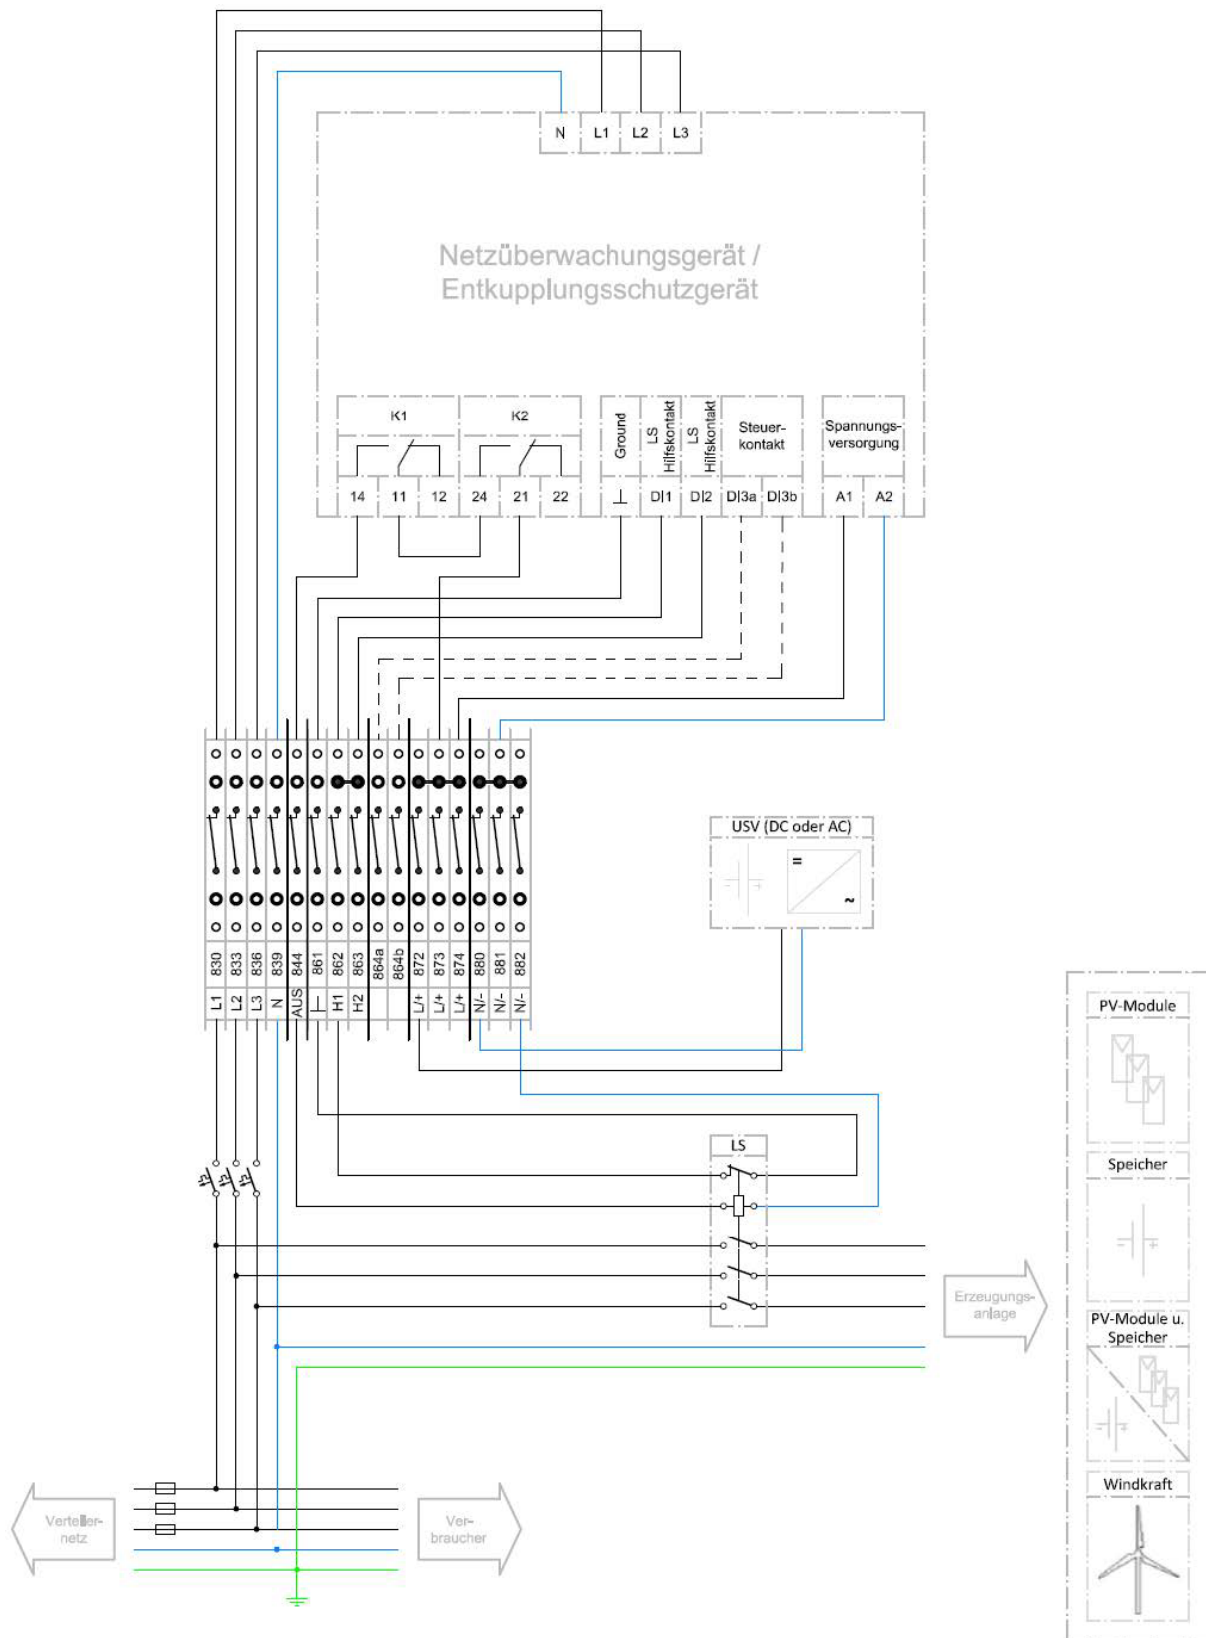 N L1 L2 L3
Netzüberwachungsgerät /
Entkupplungsschutzgerät
K1 K2
Ground
LS
Hilfskontakt
LS
Hilfskontakt
Steuer-
kontakt
Spannungs-
versorgung
14 11 12 24 21 22 ⊥ DI1 DI2 DI3a DI3b A1 A2
USV (DC oder AC)
= ~
830 833 836 839 844 861 862 863 864a 864b 872 873 874 880 881 882
L1 L2 L3 N AUS ⊥ H1 H2 L/+ L/+ L/+ N/- N/- N/-
LS
Erzeugungs-
anlage
PV-Module
Speicher
- +
PV-Module u.
Speicher
- +
Windkraft
Verteiler-
netz
Ver-
braucher